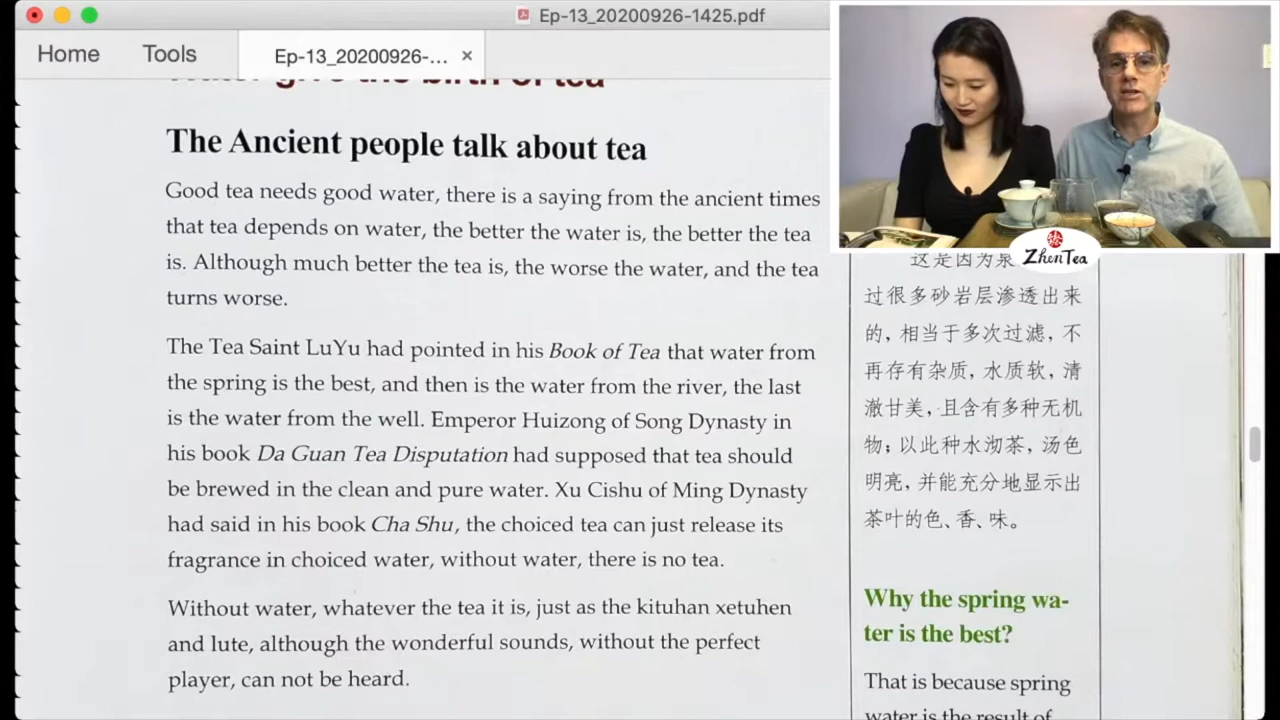 Ep-13_20200926-1425.pdf
Home
Tools
Ep-13_20200926-...
×
Water give the birth of tea
The Ancient people talk about tea
Good tea needs good water, there is a saying from the ancient times
that tea depends on water, the better the water is, the better the tea
is. Although much better the tea is, the worse the water, and the tea
turns worse.
The Tea Saint LuYu had pointed in his Book of Tea that water from
the spring is the best, and then is the water from the river, the last
is the water from the well. Emperor Huizong of Song Dynasty in
his book Da Guan Tea Disputation had supposed that tea should
be brewed in the clean and pure water. Xu Cishu of Ming Dynasty
had said in his book Cha Shu, the choiced tea can just release its
fragrance in choiced water, without water, there is no tea.
Without water, whatever the tea it is, just as the kituhan xetuhen
and lute, although the wonderful sounds, without the perfect
player, can not be heard.
ZhenTea
这是因为泉
过很多砂岩层渗透出来
的，相当于多次过滤，不
再存有杂质，水质软，清
澈甘美，且含有多种无机
物；以此种水沏茶，汤色
明亮，并能充分地显示出
茶叶的色、香、味。
Why the spring wa-
ter is the best?
That is because spring
water is the result of